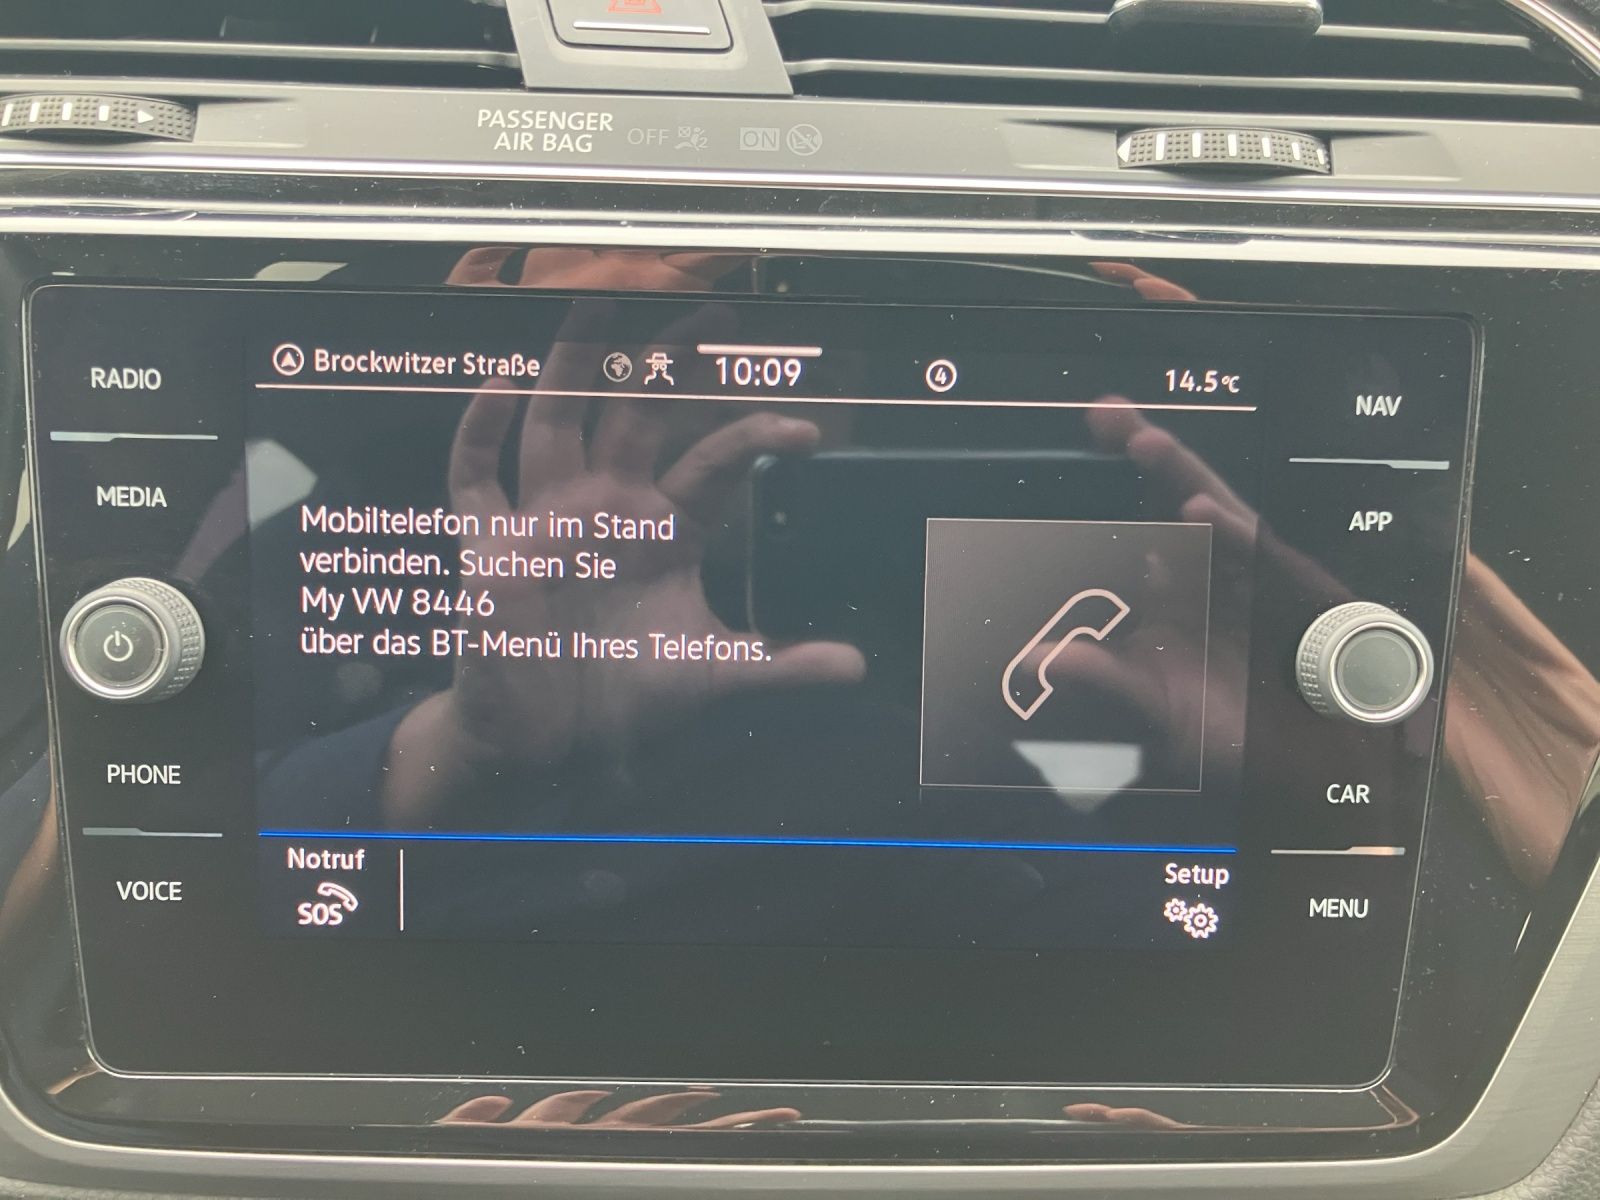 PASSENGER
AIR BAG OFF 2 ON
Brockwitzer Straße 10:09 4 14.5°C
RADIO
NAV
MEDIA
APP
Mobiltelefon nur im Stand
verbinden. Suchen Sie
My VW 8446
über das BT-Menü Ihres Telefons.
PHONE
CAR
Notruf
SOS
Setup
VOICE
MENU